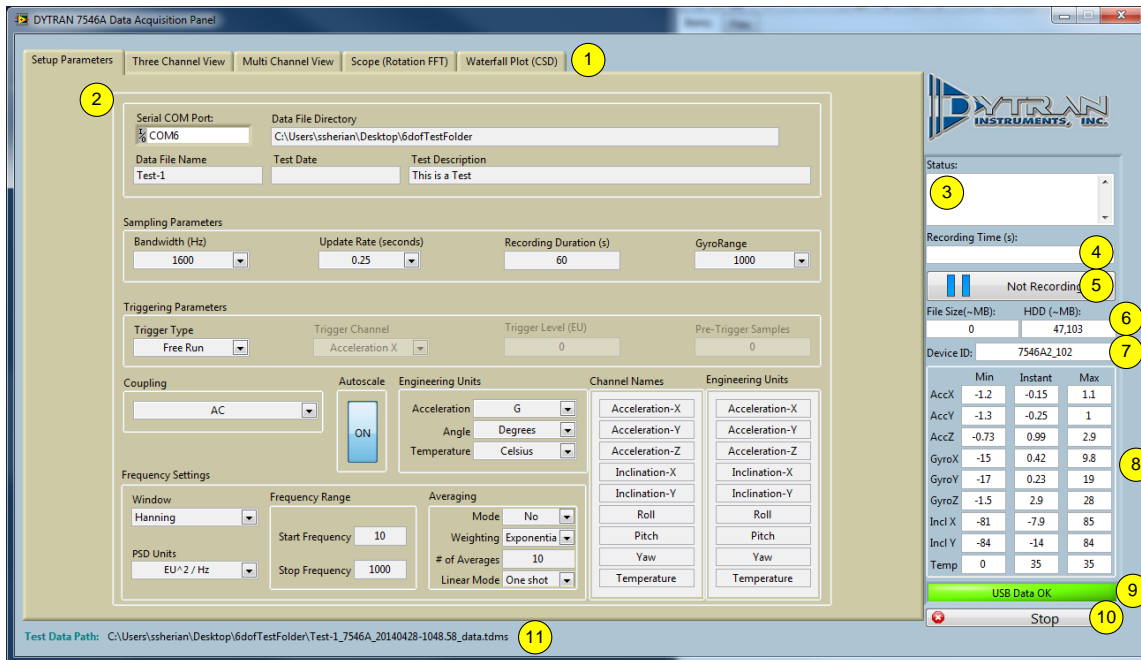 DYTRAN 7546A Data Acquisition Panel
Setup Parameters Three Channel View Multi Channel View Scope (Rotation FFT) Waterfall Plot (CSD) 1
2
Serial COM Port: Data File Directory
COM6 C:\Users\ssherian\Desktop\6dofTestFolder
Data File Name Test Date Test Description
Test-1 This is a Test
Sampling Parameters
Bandwidth (Hz) Update Rate (seconds) Recording Duration (s) GyroRange
1600 0.25 60 1000
Triggering Parameters
Trigger Type Trigger Channel Trigger Level (EU) Pre-Trigger Samples
Free Run Acceleration X 0 0
Coupling
AC
Autoscale
ON
Engineering Units
Acceleration G
Angle Degrees
Temperature Celsius
Frequency Settings
Window
Hanning
PSD Units
EU^2 / Hz
Frequency Range
Start Frequency 10
Stop Frequency 1000
Averaging
Mode No
Weighting Exponentia
# of Averages 10
Linear Mode One shot
Channel Names Engineering Units
Acceleration-X Acceleration-X
Acceleration-Y Acceleration-Y
Acceleration-Z Acceleration-Z
Inclination-X Inclination-X
Inclination-Y Inclination-Y
Roll Roll
Pitch Pitch
Yaw Yaw
Temperature Temperature
DYTRAN
INSTRUMENTS, INC.
Status:
3
Recording Time (s):
4
Not Recording 5
File Size(~MB): HDD (~MB): 6
0 47,103
Device ID: 7546A2_102 7
Min Instant Max
AccX -1.2 -0.15 1.1
AccY -1.3 -0.25 1
AccZ -0.73 0.99 2.9
GyroX -15 0.42 9.8 8
GyroY -17 0.23 19
GyroZ -1.5 2.9 28
Incl X -81 -7.9 85
Incl Y -84 -14 84
Temp 0 35 35
USB Data OK 9
Stop 10
Test Data Path: C:\Users\ssherian\Desktop\6dofTestFolder\Test-1_7546A_20140428-1048.58_data.tdms 11